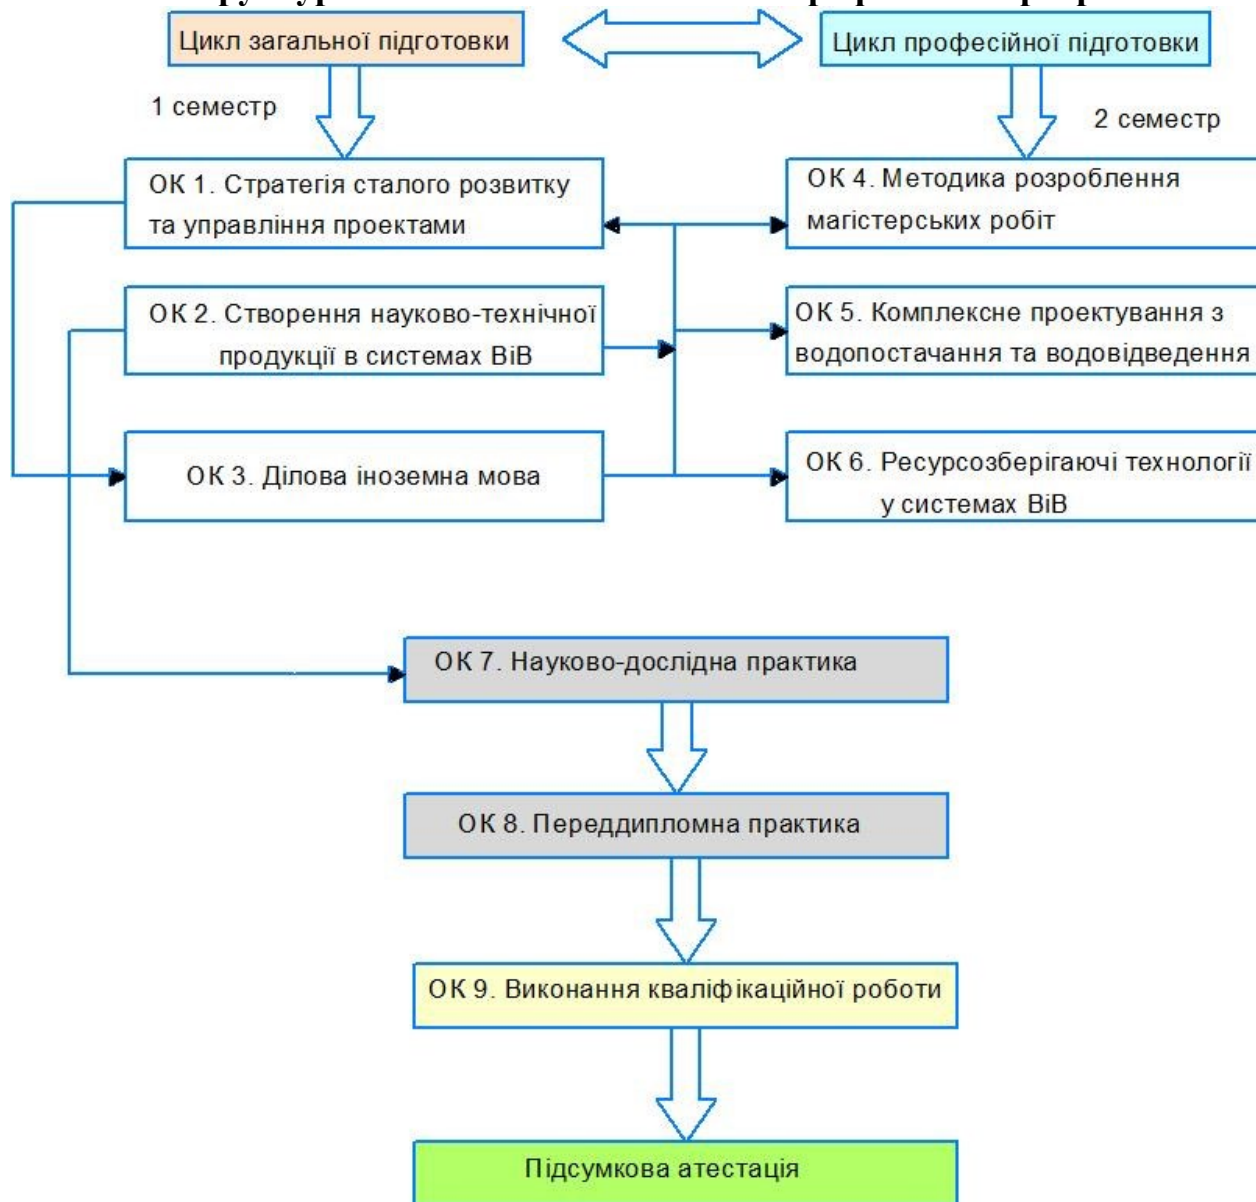 Цикл загальної підготовки
Цикл професійної підготовки
1 семестр
2 семестр
ОК 1. Стратегія сталого розвитку
та управління проектами
ОК 4. Методика розроблення
магістерських робіт
ОК 2. Створення науково-технічної
продукції в системах ВіВ
ОК 5. Комплексне проектування з
водопостачання та водовідведення
ОК 3. Ділова іноземна мова
ОК 6. Ресурсозберігаючі технології
у системах ВіВ
ОК 7. Науково-дослідна практика
ОК 8. Переддипломна практика
ОК 9. Виконання кваліфікаційної роботи
Підсумкова атестація